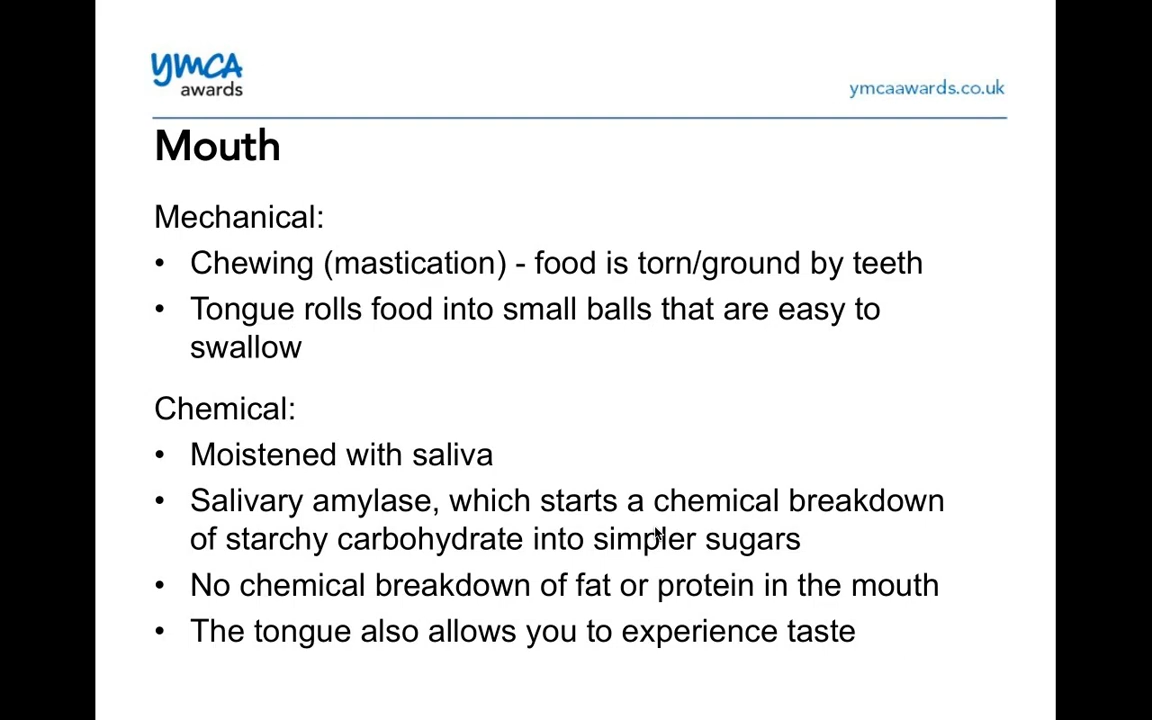 ymca
awards
ymcaawards.co.uk
Mouth
Mechanical:
• Chewing (mastication) - food is torn/ground by teeth
• Tongue rolls food into small balls that are easy to
swallow
Chemical:
• Moistened with saliva
• Salivary amylase, which starts a chemical breakdown
of starchy carbohydrate into simpler sugars
• No chemical breakdown of fat or protein in the mouth
• The tongue also allows you to experience taste